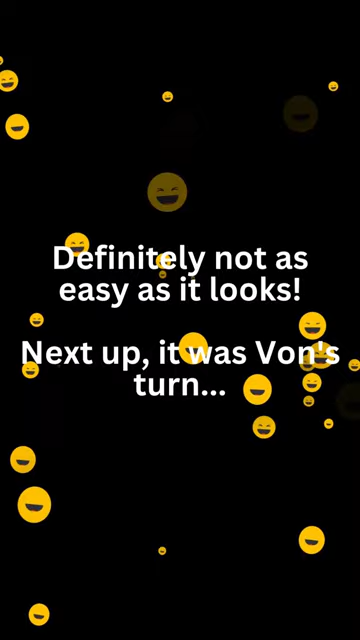 Definitely not as
easy as it looks!
Next up, it was Von's
turn...